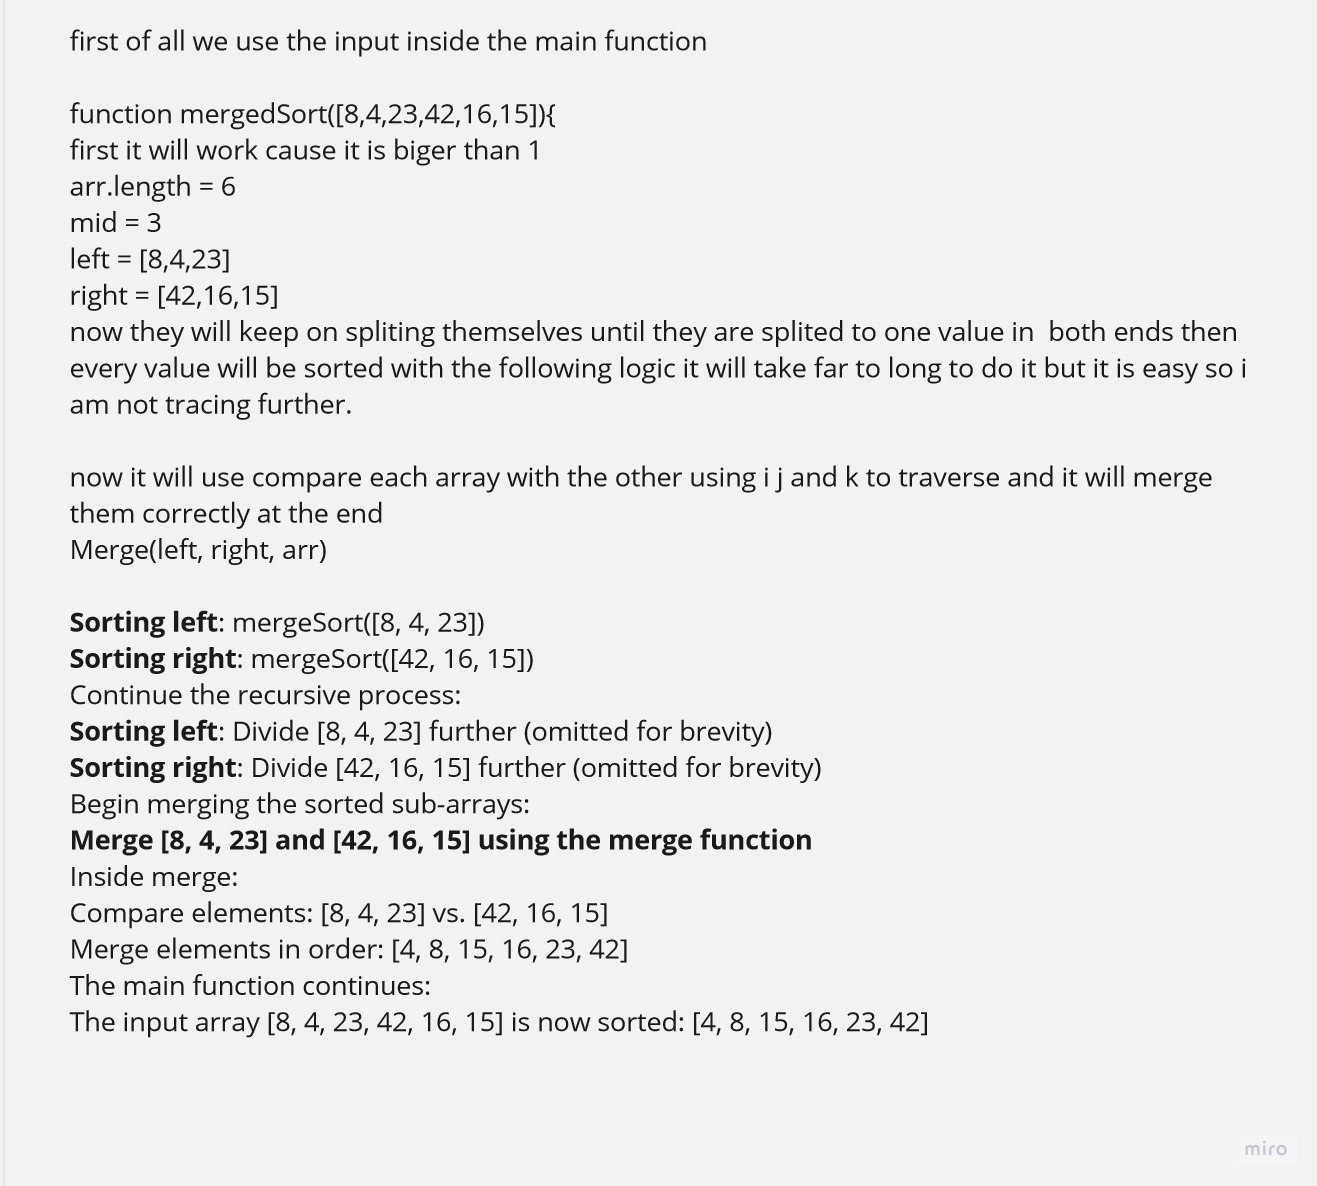 first of all we use the input inside the main function
function mergedSort([8,4,23,42,16,15]){
first it will work cause it is biger than 1
arr.length = 6
mid = 3
left = [8,4,23]
right = [42,16,15]
now they will keep on spliting themselves until they are splited to one value in  both ends then
every value will be sorted with the following logic it will take far to long to do it but it is easy so i
am not tracing further.
now it will use compare each array with the other using i j and k to traverse and it will merge
them correctly at the end
Merge(left, right, arr)
Sorting left: mergeSort([8, 4, 23])
Sorting right: mergeSort([42, 16, 15])
Continue the recursive process:
Sorting left: Divide [8, 4, 23] further (omitted for brevity)
Sorting right: Divide [42, 16, 15] further (omitted for brevity)
Begin merging the sorted sub-arrays:
Merge [8, 4, 23] and [42, 16, 15] using the merge function
Inside merge:
Compare elements: [8, 4, 23] vs. [42, 16, 15]
Merge elements in order: [4, 8, 15, 16, 23, 42]
The main function continues:
The input array [8, 4, 23, 42, 16, 15] is now sorted: [4, 8, 15, 16, 23, 42]
miro